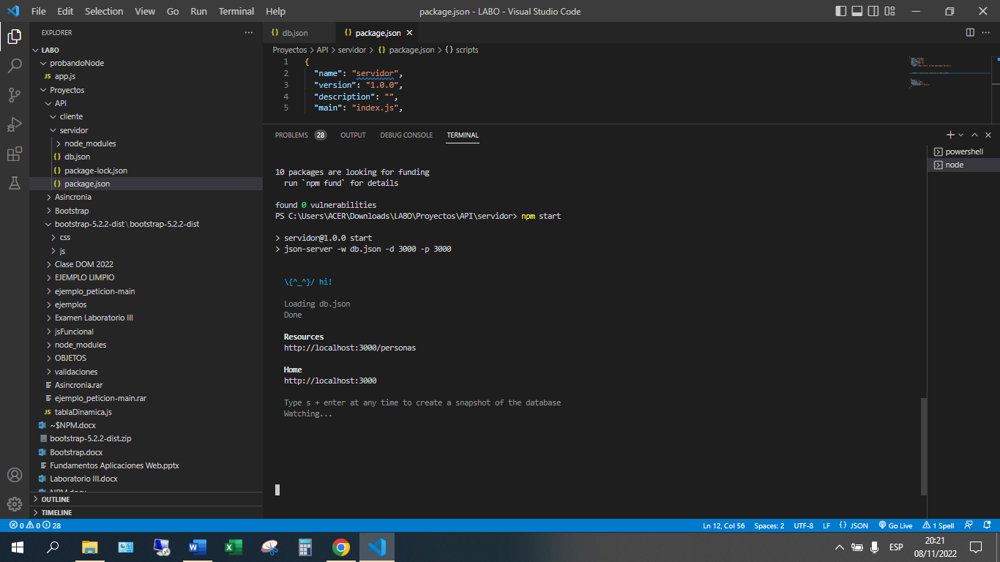 File Edit Selection View Go Run Terminal Help
package.json - LABO - Visual Studio Code
EXPLORER
LABO
probandoNode
JS app.js
Proyectos
API
cliente
servidor
node_modules
{} db.json
{} package-lock.json
{} package.json
Asincronia
Bootstrap
bootstrap-5.2.2-dist \ bootstrap-5.2.2-dist
css
js
Clase DOM 2022
EJEMPLO LIMPIO
ejemplo_peticion-main
ejemplos
Examen Laboratorio III
jsFuncional
node_modules
OBJETOS
validaciones
Asincronia.rar
ejemplo_peticion-main.rar
JS tablaDinamica.js
~$NPM.docx
bootstrap-5.2.2-dist.zip
Bootstrap.docx
Fundamentos Aplicaciones Web.pptx
Laboratorio III.docx
NPM.docx
OUTLINE
TIMELINE
{} db.json
{} package.json
Proyectos > API > servidor > {} package.json > {} scripts
1 {
2 "name": "servidor",
3 "version": "1.0.0",
4 "description": "",
5 "main": "index.js",
PROBLEMS 28 OUTPUT DEBUG CONSOLE TERMINAL
powershell
node
10 packages are looking for funding
run `npm fund` for details
found 0 vulnerabilities
PS C:\Users\ACER\Downloads\LABO\Proyectos\API\servidor> npm start
> servidor@1.0.0 start
> json-server -w db.json -d 3000 -p 3000
\{^_^}/ hi!
Loading db.json
Done
Resources
http://localhost:3000/personas
Home
http://localhost:3000
Type s + enter at any time to create a snapshot of the database
Watching...
0 0 28
Ln 12, Col 56 Spaces: 2 UTF-8 LF {} JSON Go Live 1 Spell
ESP
20:21
08/11/2022